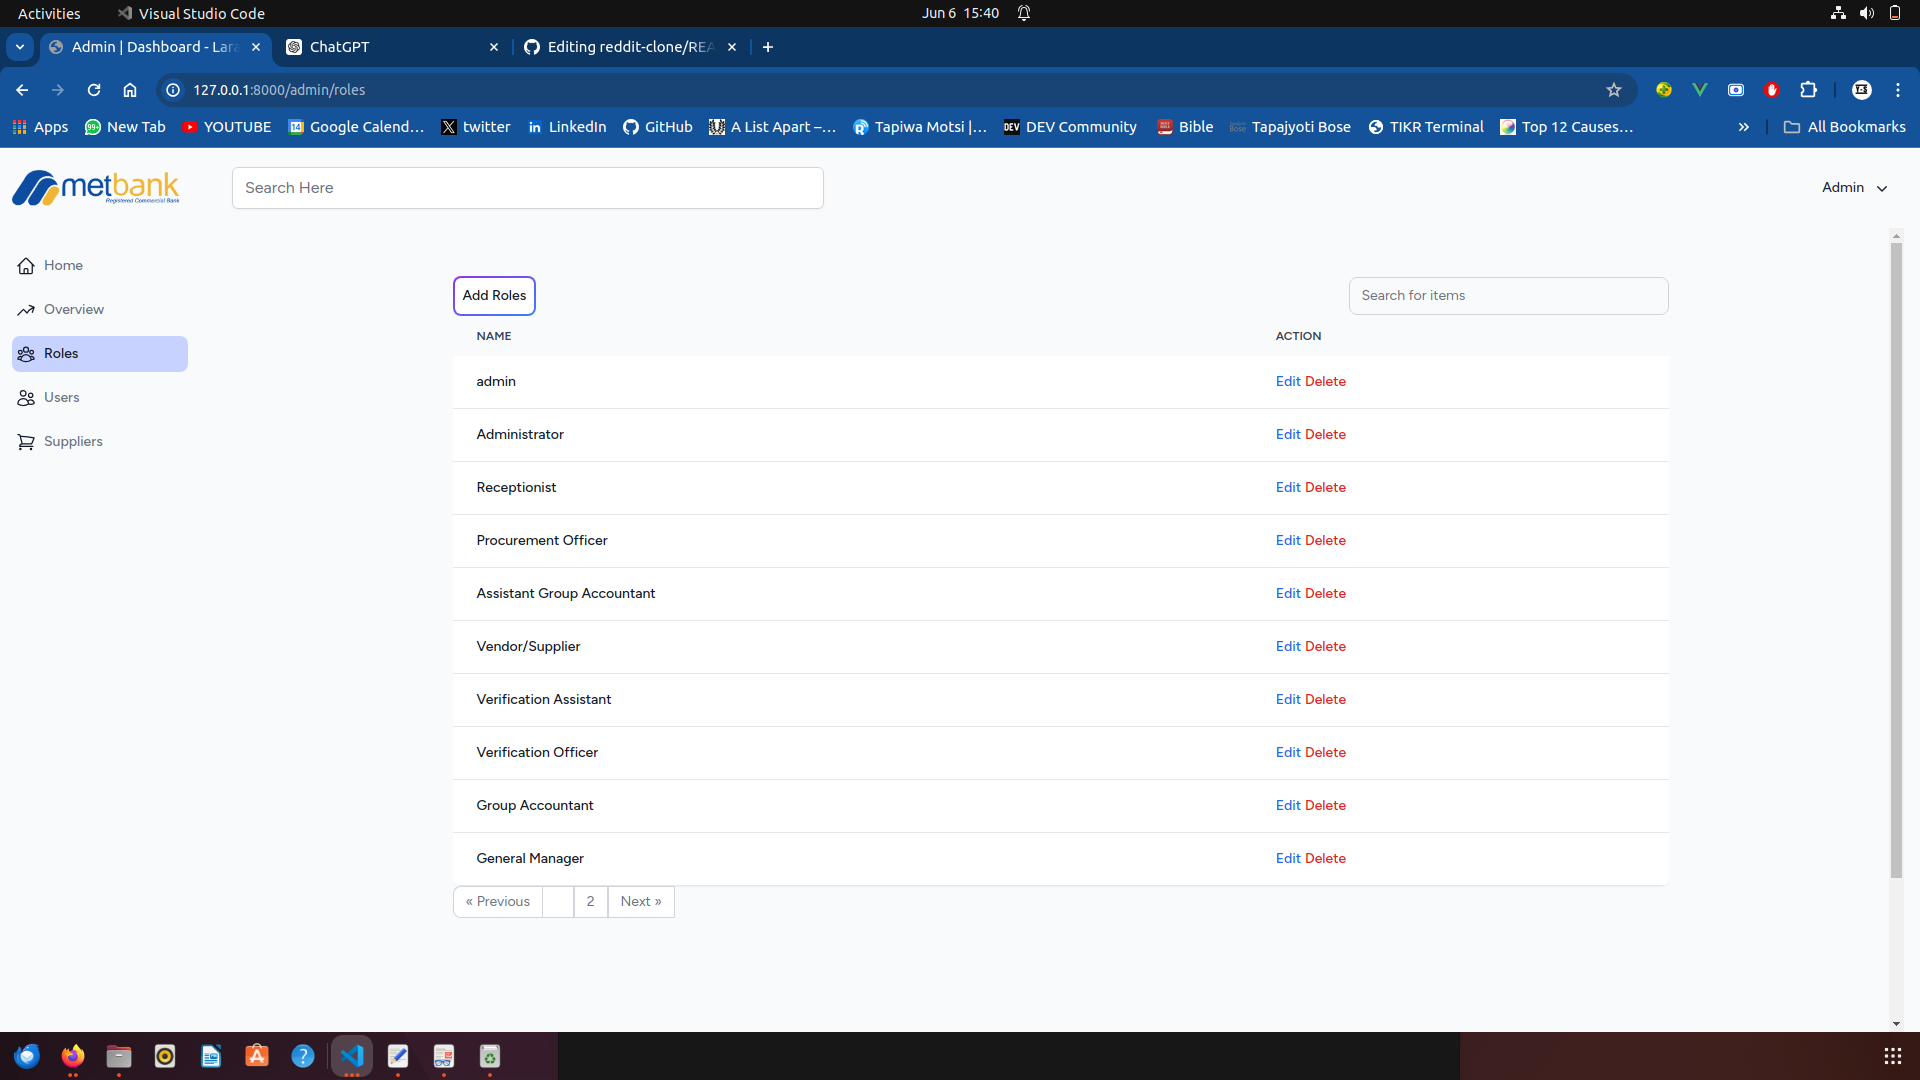 Activities Visual Studio Code Jun 6 15:40
Admin | Dashboard - Lara ChatGPT Editing reddit-clone/REA
127.0.0.1:8000/admin/roles
Apps New Tab YOUTUBE Google Calend… twitter LinkedIn GitHub A List Apart –… Tapiwa Motsi |… DEV Community Bible Tapajyoti Bose TIKR Terminal Top 12 Causes… » All Bookmarks
metbank Search Here Admin
Registered Commercial Bank
Home
Overview
Roles
Users
Suppliers
Add Roles Search for items
NAME ACTION
admin Edit Delete
Administrator Edit Delete
Receptionist Edit Delete
Procurement Officer Edit Delete
Assistant Group Accountant Edit Delete
Vendor/Supplier Edit Delete
Verification Assistant Edit Delete
Verification Officer Edit Delete
Group Accountant Edit Delete
General Manager Edit Delete
« Previous 2 Next »